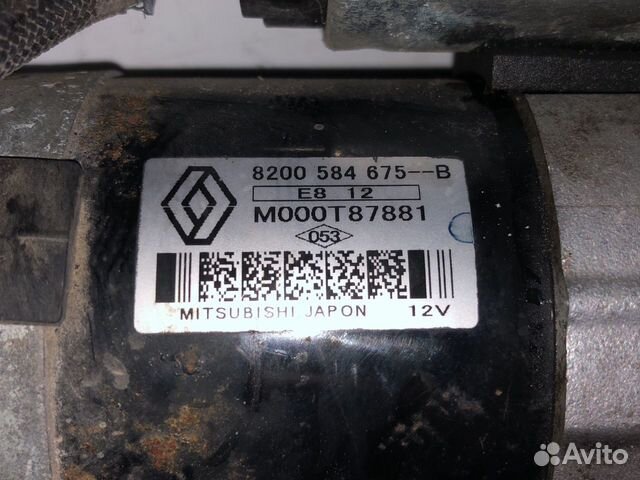 8200 584 675--B
E8 12
M000T87881
053
MITSUBISHI JAPON 12V
Avito